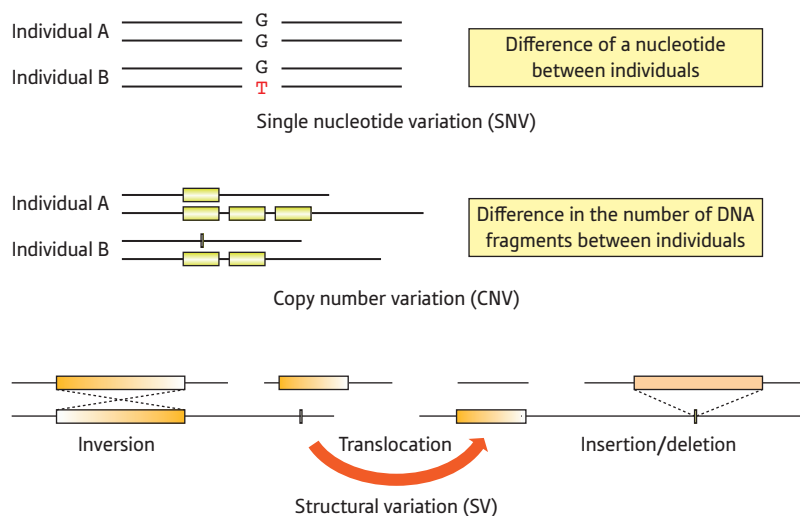 Individual A
G
G
Individual B
G
T
Difference of a nucleotide
between individuals
Single nucleotide variation (SNV)
Individual A
Individual B
Difference in the number of DNA
fragments between individuals
Copy number variation (CNV)
Inversion
Translocation
Insertion/deletion
Structural variation (SV)